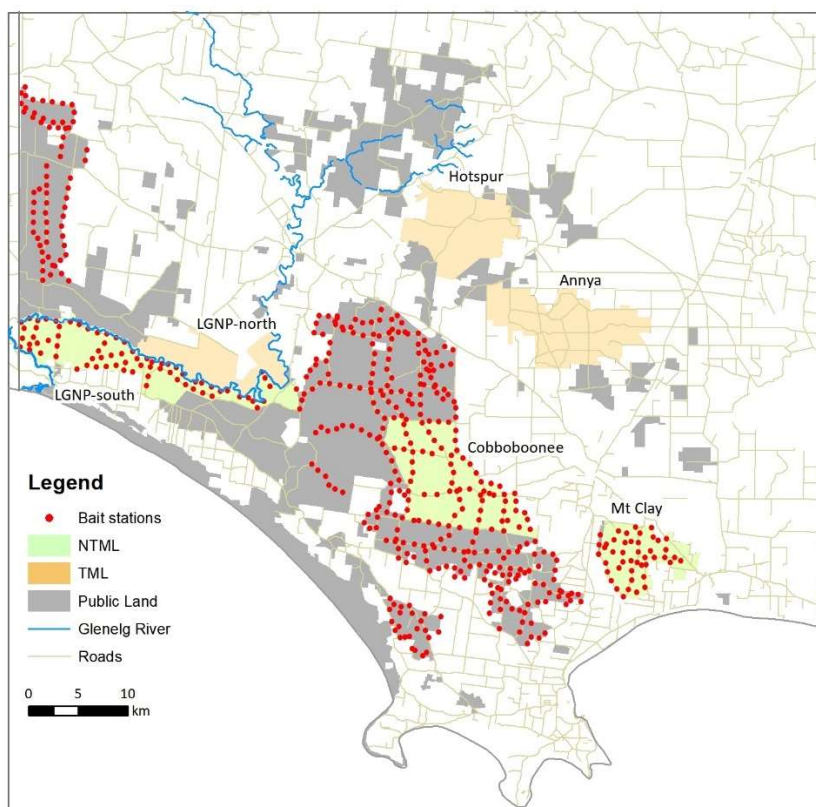 Hotspur
Annya
LGNP-north
LGNP-south
Cobboboonee
Mt Clay
Legend
Bait stations
NTML
TML
Public Land
Glenelg River
Roads
0 5 10
km